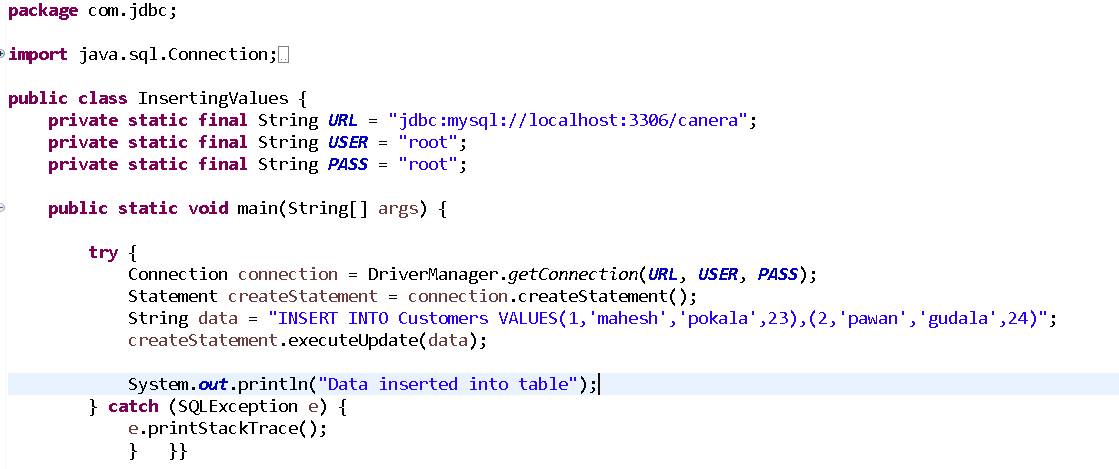 package com.jdbc;
import java.sql.Connection;
public class InsertingValues {
private static final String URL = "jdbc:mysql://localhost:3306/canera";
private static final String USER = "root";
private static final String PASS = "root";
public static void main(String[] args) {
try {
Connection connection = DriverManager.getConnection(URL, USER, PASS);
Statement createStatement = connection.createStatement();
String data = "INSERT INTO Customers VALUES(1,'mahesh','pokala',23),(2,'pawan','gudala',24)";
createStatement.executeUpdate(data);
System.out.println("Data inserted into table");
} catch (SQLException e) {
e.printStackTrace();
}   }}